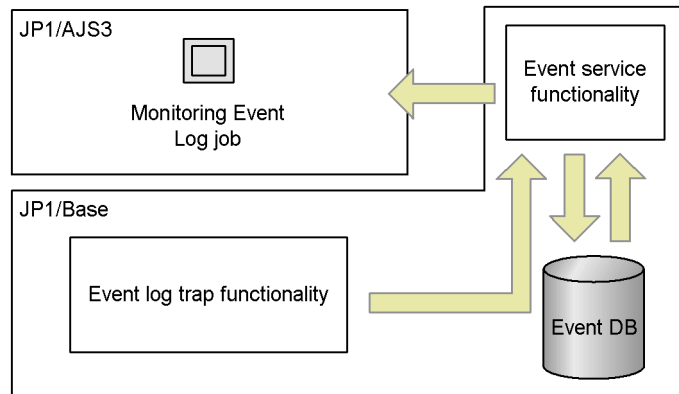 JP1/AJS3
Monitoring Event
Log job
Event service
functionality
JP1/Base
Event log trap functionality
Event DB